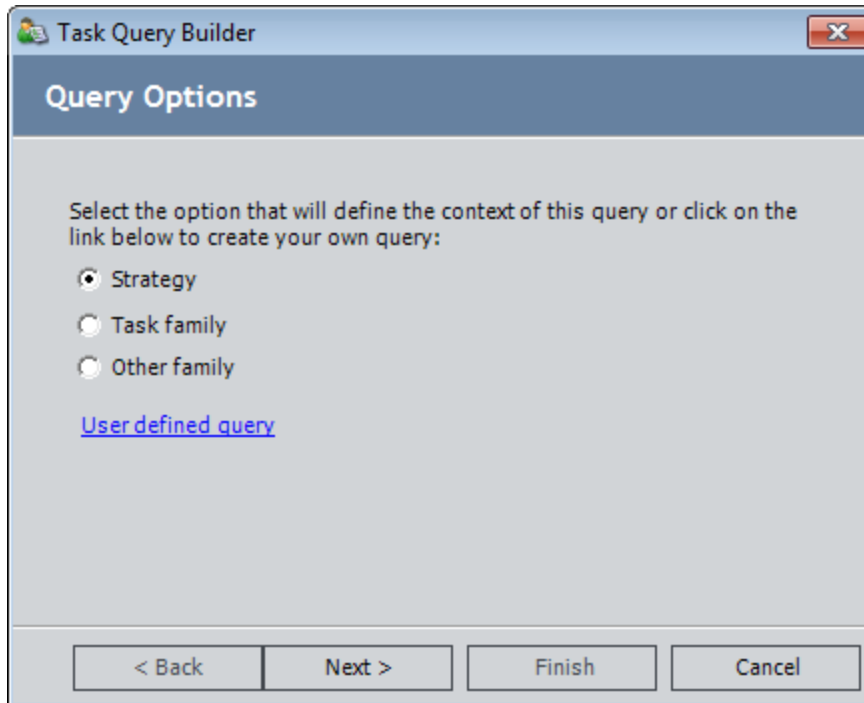 Task Query Builder
Query Options
Select the option that will define the context of this query or click on the
link below to create your own query:
Strategy
Task family
Other family
User defined query
< Back
Next >
Finish
Cancel